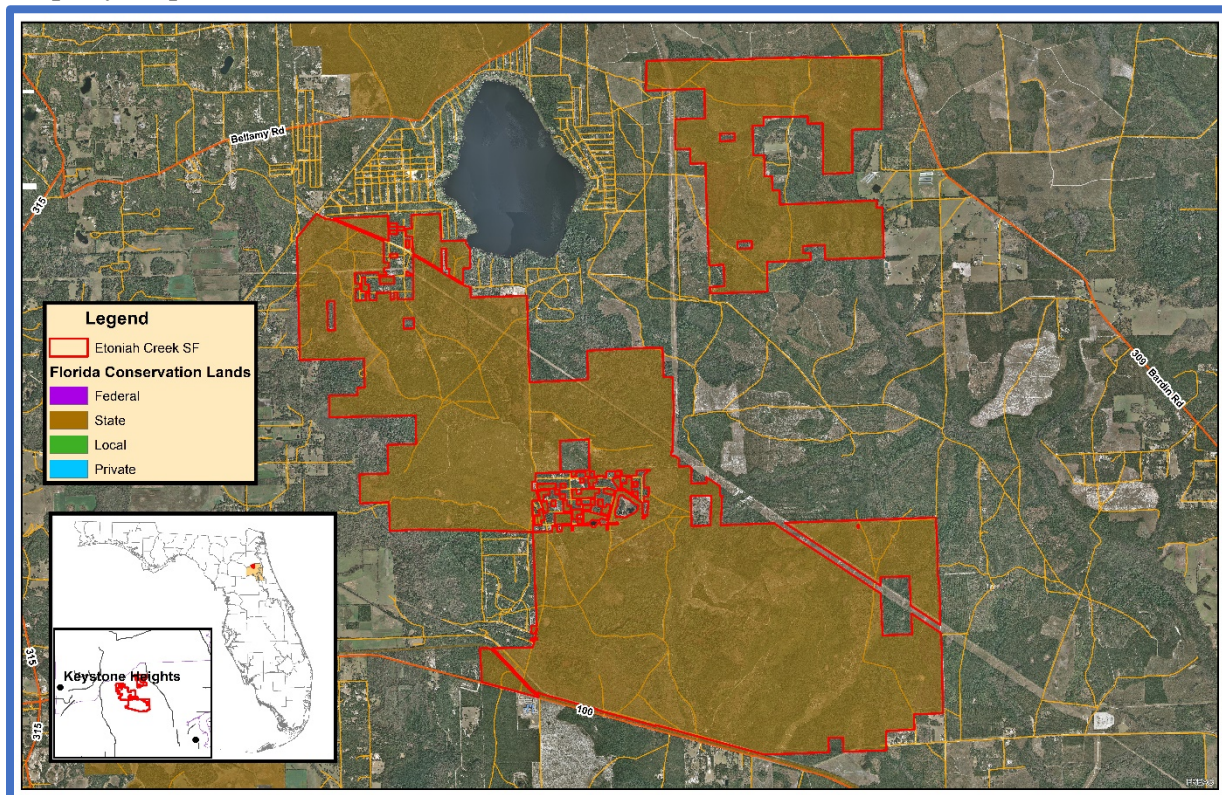 Bellamy Rd
315
309 Bardin Rd
Legend
Etoniah Creek SF
Florida Conservation Lands
Federal
State
Local
Private
Keystone Heights
315
315
100